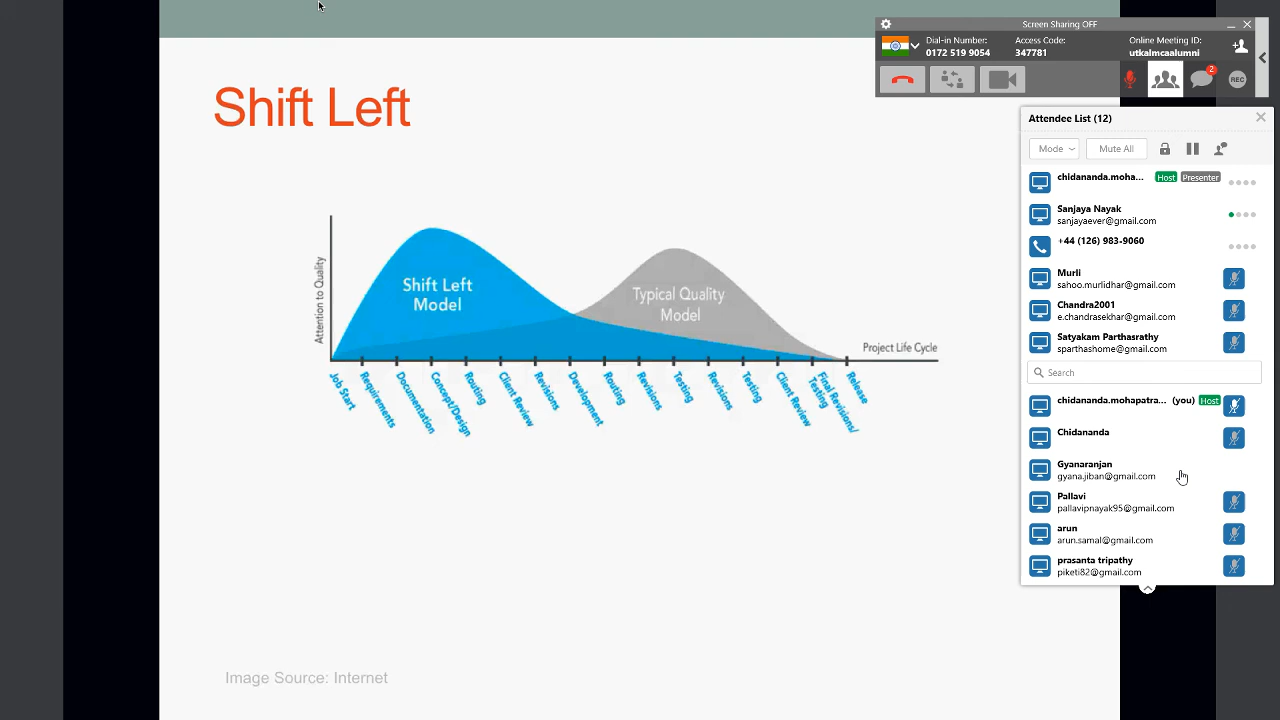 Screen Sharing OFF
Dial-in Number:
0172 519 9054
Access Code:
347781
Online Meeting ID:
utkalmcaalumni
2
REC
Shift Left
Attendee List (12)
Mode
Mute All
chidananda.moha...
Host
Presenter
Sanjaya Nayak
sanjayaever@gmail.com
+44 (126) 983-9060
Murli
sahoo.murlidhar@gmail.com
Chandra2001
e.chandrasekhar@gmail.com
Satyakam Parthasrathy
sparthashome@gmail.com
Search
chidananda.mohapatra... (you) Host
Chidananda
Gyanaranjan
gyana.jiban@gmail.com
Pallavi
pallavipnayak95@gmail.com
arun
arun.samal@gmail.com
prasanta tripathy
piketi82@gmail.com
Attention to Quality
Shift Left
Model
Typical Quality
Model
Project Life Cycle
Job Start
Requirements
Documentation
Concept/Design
Routing
Client Review
Revisions
Development
Routing
Revisions
Testing
Revisions
Testing
Client Review
Final Revisions/
Testing
Release
Image Source: Internet